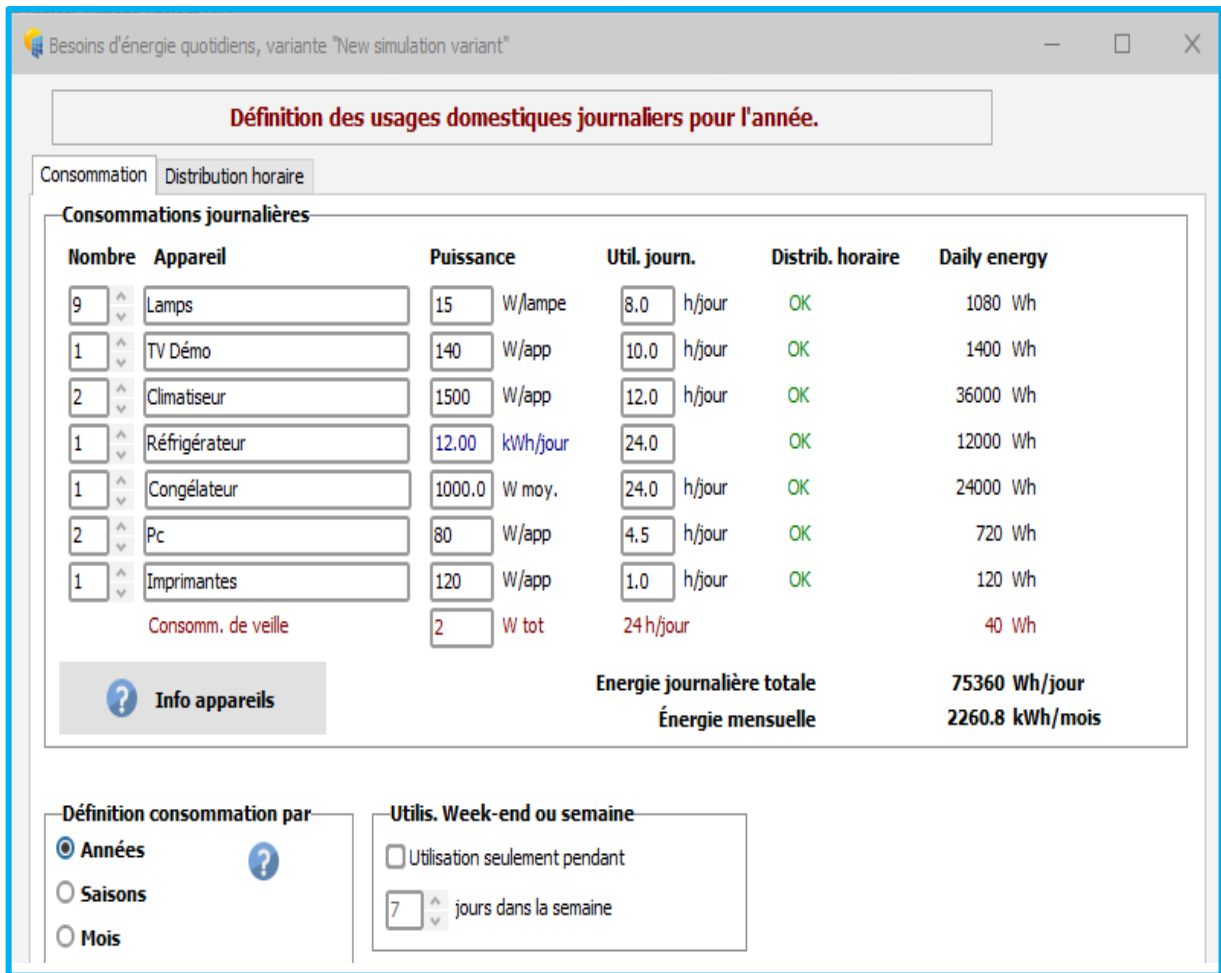 Besoins d'énergie quotidiens, variante "New simulation variant"
Définition des usages domestiques journaliers pour l'année.
Consommation Distribution horaire
Consommations journalières
Nombre Appareil Puissance Util. journ. Distrib. horaire Daily energy
9 Lamps 15 W/lampe 8.0 h/jour OK 1080 Wh
1 TV Démo 140 W/app 10.0 h/jour OK 1400 Wh
2 Climatiseur 1500 W/app 12.0 h/jour OK 36000 Wh
1 Réfrigérateur 12.00 kWh/jour 24.0 OK 12000 Wh
1 Congélateur 1000.0 W moy. 24.0 h/jour OK 24000 Wh
2 Pc 80 W/app 4.5 h/jour OK 720 Wh
1 Imprimantes 120 W/app 1.0 h/jour OK 120 Wh
Consomm. de veille 2 W tot 24 h/jour 40 Wh
? Info appareils
Energie journalière totale 75360 Wh/jour
Énergie mensuelle 2260.8 kWh/mois
Définition consommation par
Années ?
Saisons
Mois
Utilis. Week-end ou semaine
Utilisation seulement pendant
7 jours dans la semaine